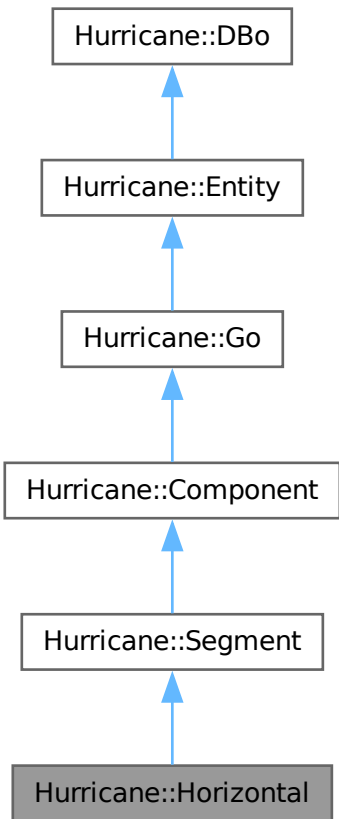 Hurricane::DBo
Hurricane::Entity
Hurricane::Go
Hurricane::Component
Hurricane::Segment
Hurricane::Horizontal